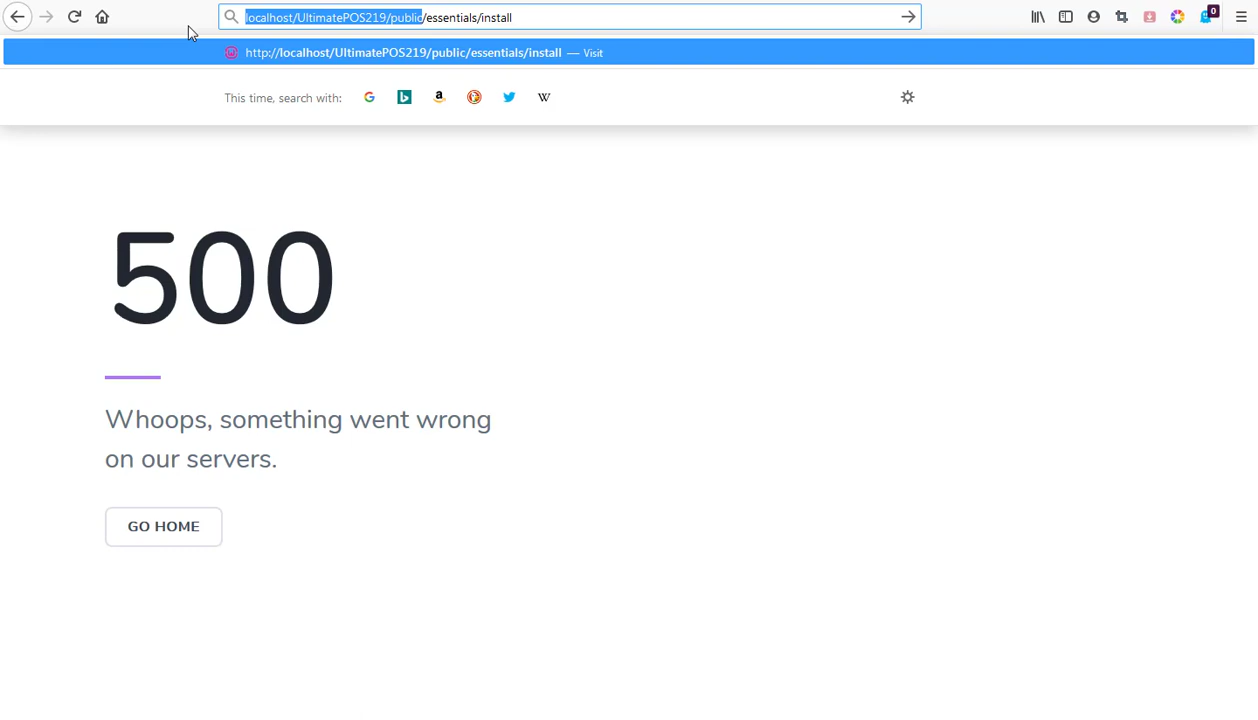 localhost/UltimatePOS219/public/essentials/install
0
http://localhost/UltimatePOS219/public/essentials/install — Visit
This time, search with:
500
Whoops, something went wrong
on our servers.
GO HOME